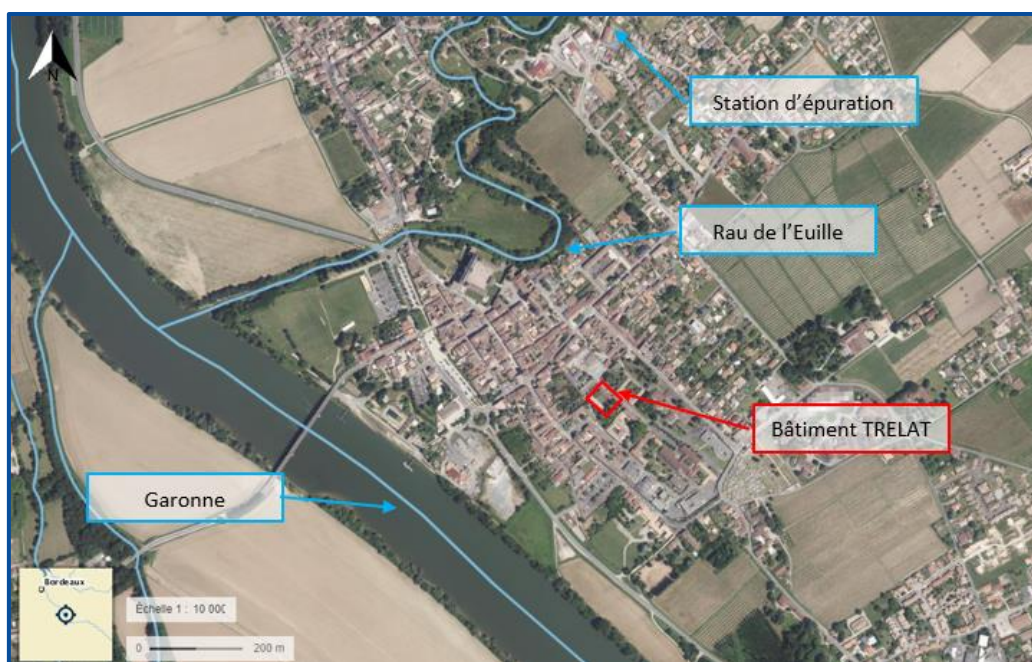 N
Station d'épuration
Rau de l'Euille
Bâtiment TRELAT
Garonne
Bordeaux
Échelle 1 : 10 000
0 200 m